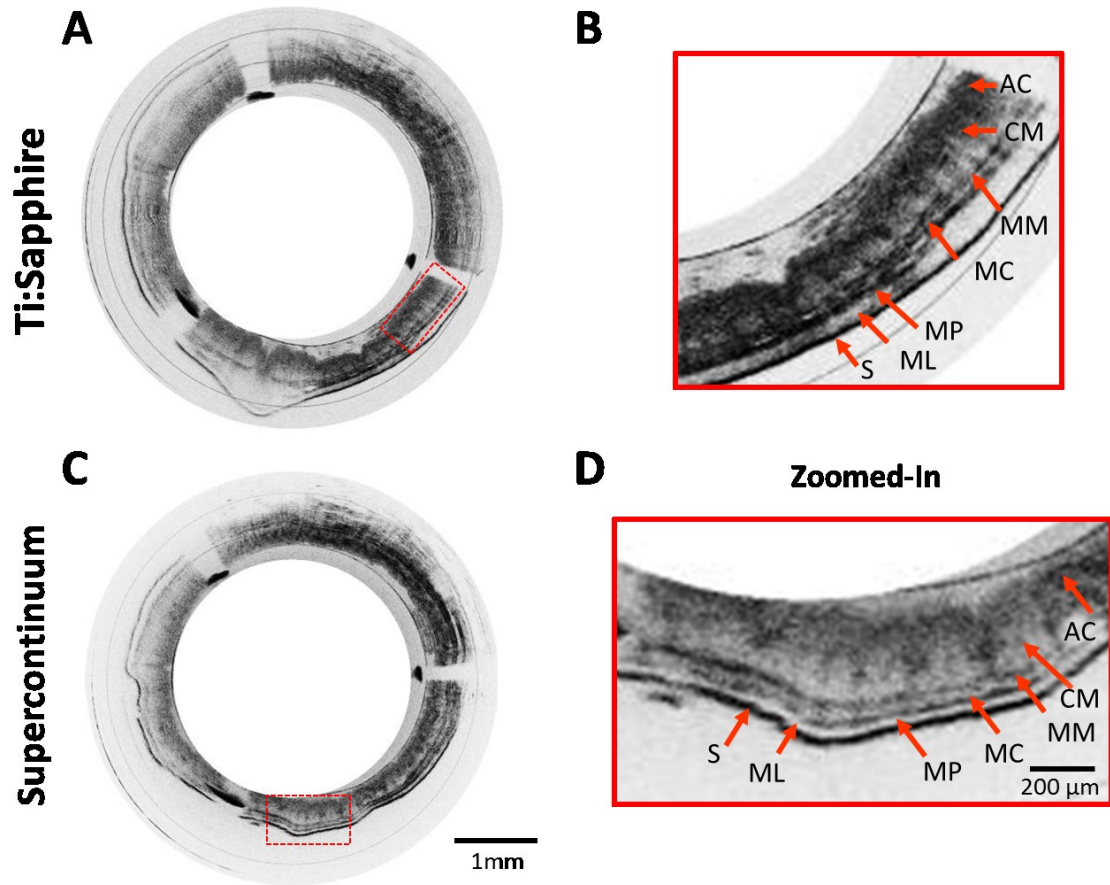 A
B
Ti:Sapphire
AC
CM
MM
MC
MP
ML
S
C
D
Zoomed-In
Supercontinuum
AC
CM
MM
MC
MP
ML
S
200 µm
1mm